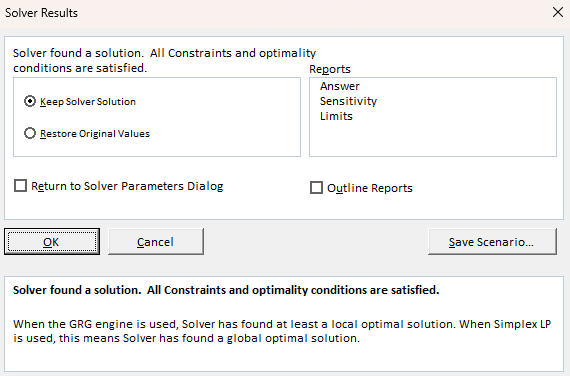 Solver Results
Solver found a solution.  All Constraints and optimality
conditions are satisfied.
Reports
Keep Solver Solution
Restore Original Values
Answer
Sensitivity
Limits
Return to Solver Parameters Dialog
Outline Reports
OK
Cancel
Save Scenario...
Solver found a solution.  All Constraints and optimality conditions are satisfied.
When the GRG engine is used, Solver has found at least a local optimal solution. When Simplex LP
is used, this means Solver has found a global optimal solution.